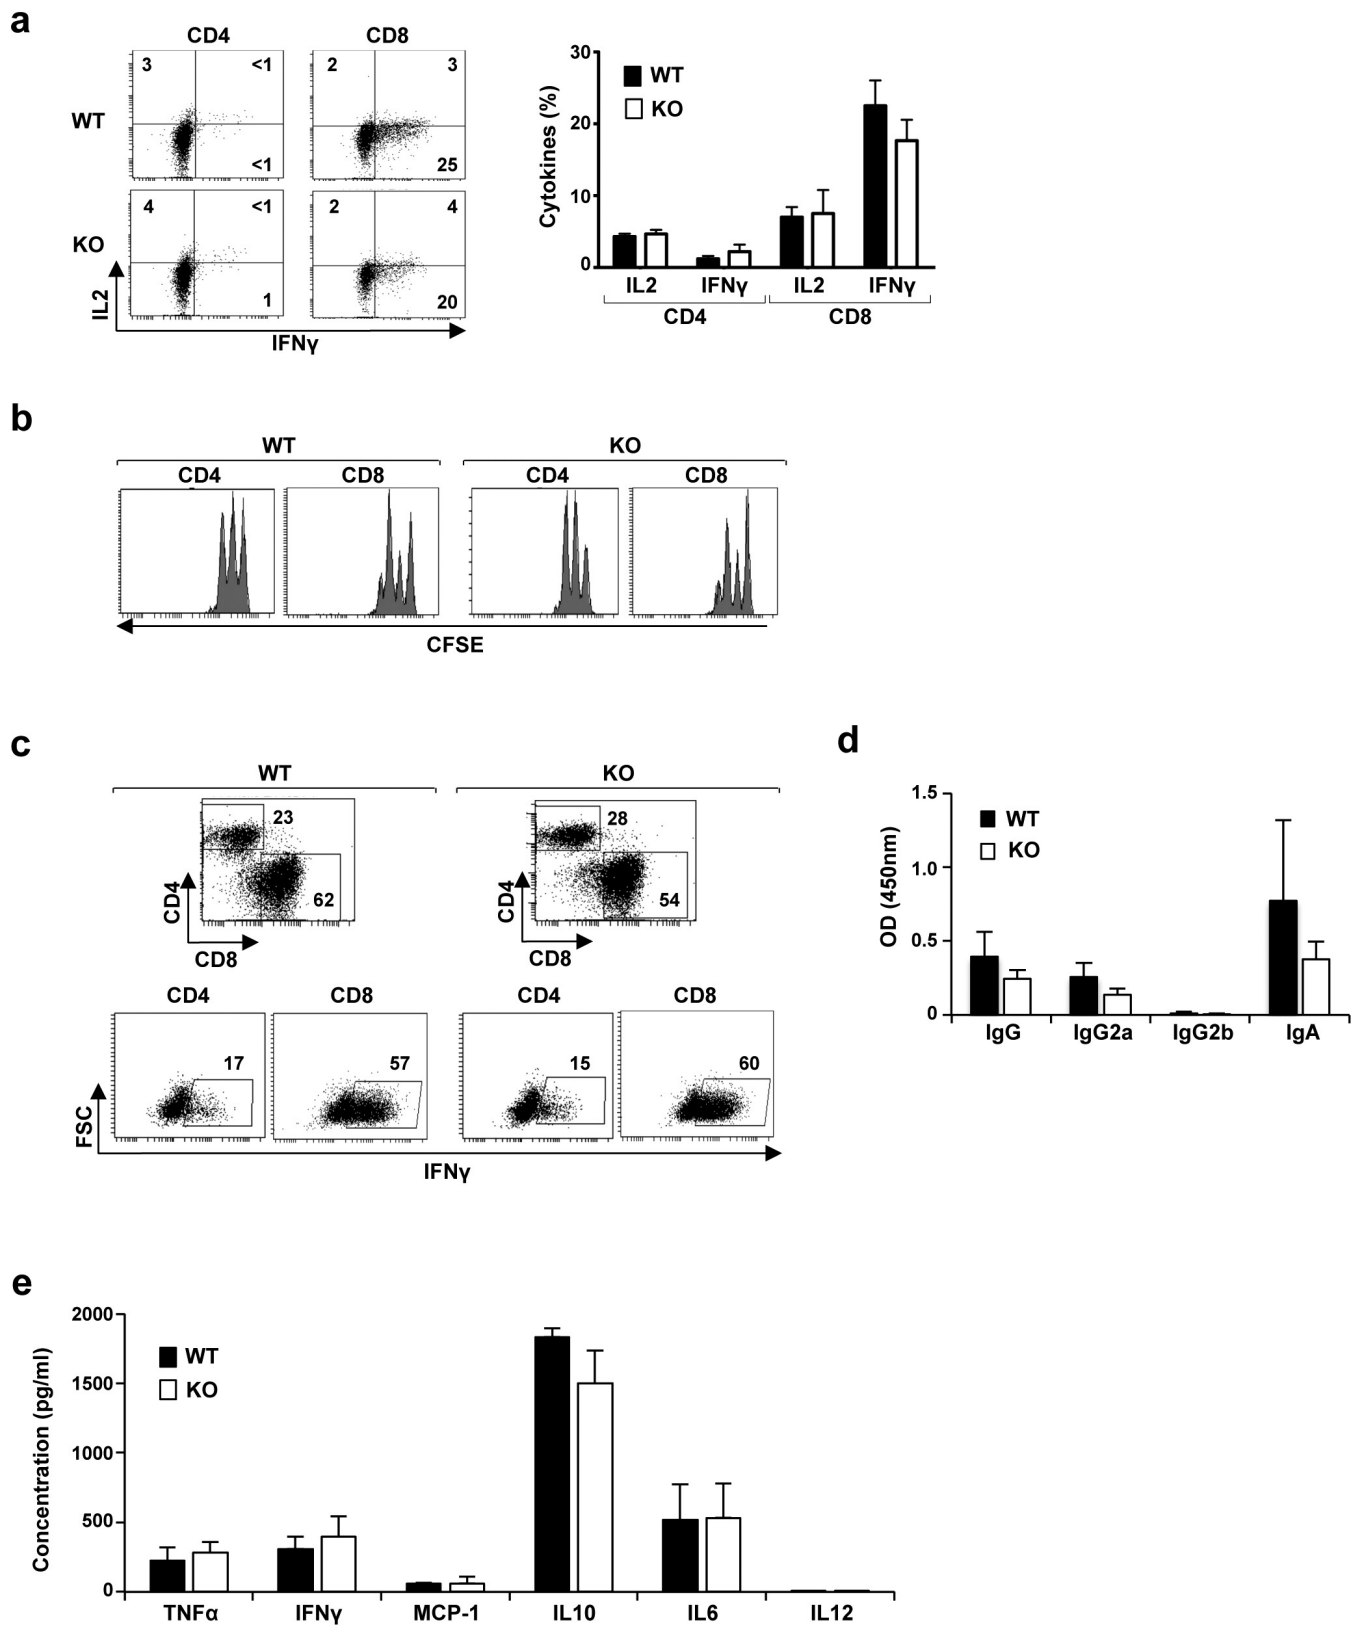 a
CD4 CD8
WT
3 <1
<1
2 3
25
KO
4 <1
1
2 4
20
IL2
IFNγ
30
20
10
0
Cytokines (%)
WT
KO
IL2 IFNγ IL2 IFNγ
CD4 CD8
b
WT KO
CD4 CD8 CD4 CD8
CFSE
c
WT KO
23
62
28
54
CD4
CD8
CD4
CD8
CD4 CD8 CD4 CD8
17 57 15 60
FSC
IFNγ
d
1.5
1.0
0.5
0
OD (450nm)
WT
KO
IgG IgG2a IgG2b IgA
e
2000
1500
1000
500
0
Concentration (pg/ml)
WT
KO
TNFα IFNγ MCP-1 IL10 IL6 IL12